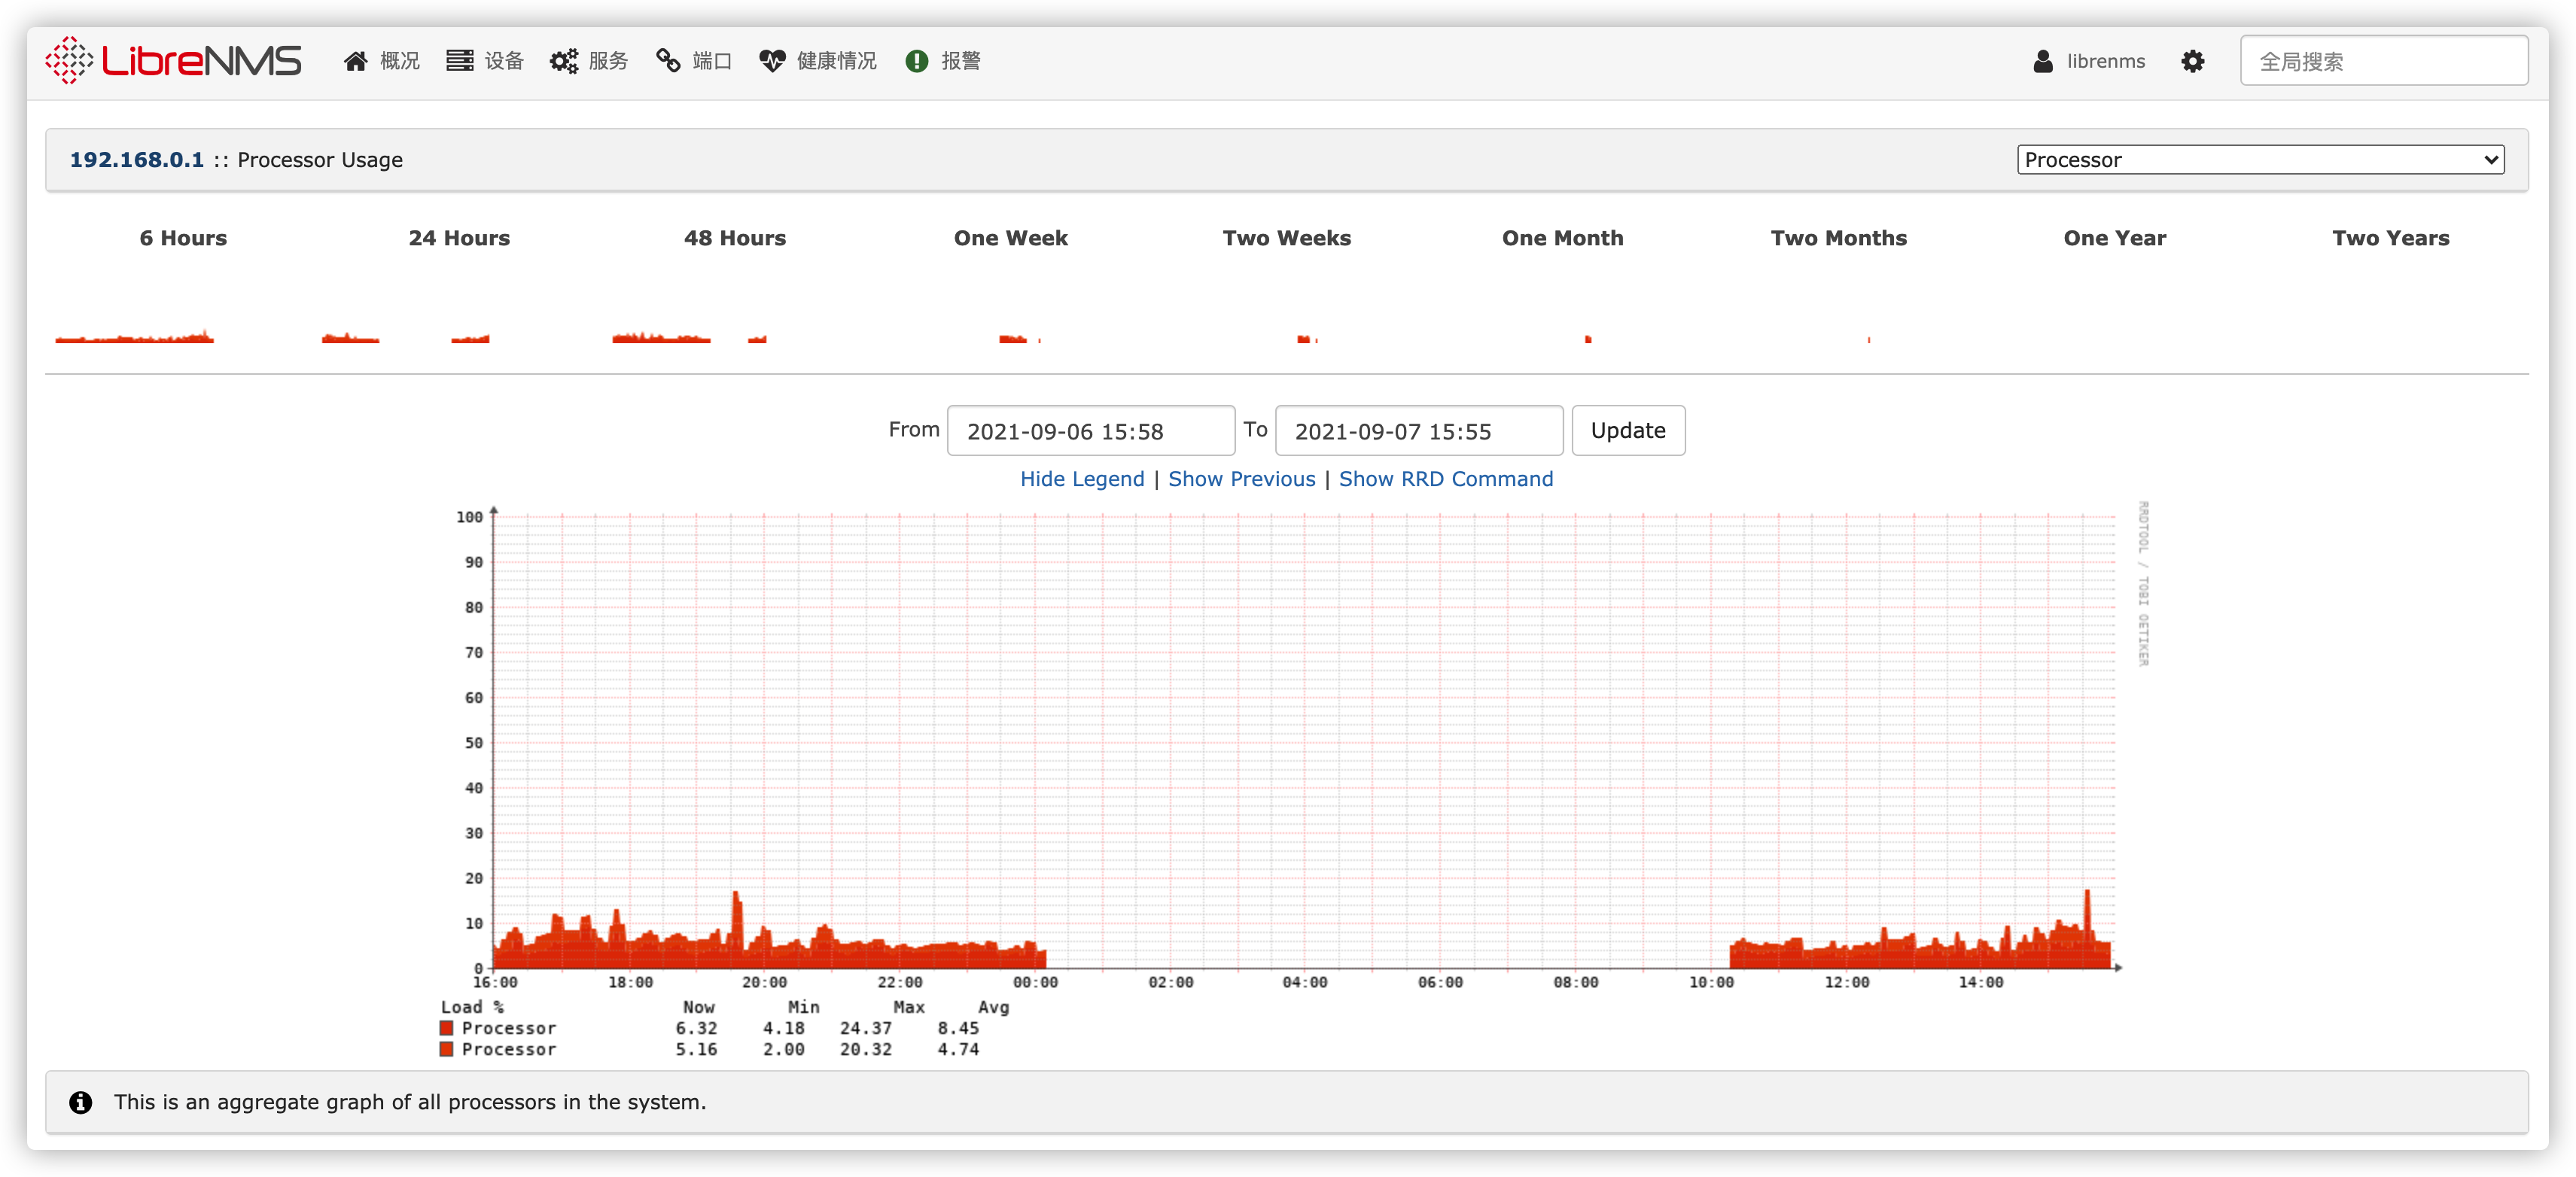 LibreNMS 概况 设备 服务 端口 健康情况 报警 librenms 全局搜索
192.168.0.1 :: Processor Usage Processor
6 Hours 24 Hours 48 Hours One Week Two Weeks One Month Two Months One Year Two Years
From 2021-09-06 15:58 To 2021-09-07 15:55 Update
Hide Legend | Show Previous | Show RRD Command
RRDTOOL / TOBI OETIKER
100
90
80
70
60
50
40
30
20
10
0
16:00 18:00 20:00 22:00 00:00 02:00 04:00 06:00 08:00 10:00 12:00 14:00
Load % Now Min Max Avg
Processor 6.32 4.18 24.37 8.45
Processor 5.16 2.00 20.32 4.74
This is an aggregate graph of all processors in the system.